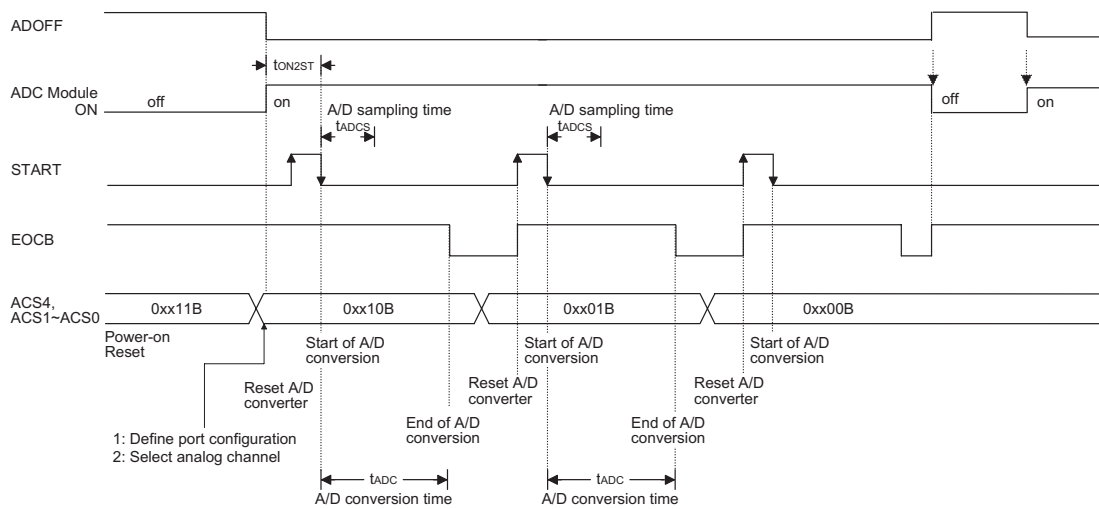 ADOFF
tON2ST
ADC Module
ON
off
on
A/D sampling time
tADCS
A/D sampling time
tADCS
off
on
START
EOCB
ACS4,
ACS1~ACS0
0xx11B
0xx10B
0xx01B
0xx00B
Power-on
Reset
Start of A/D
conversion
Start of A/D
conversion
Start of A/D
conversion
Reset A/D
converter
Reset A/D
converter
Reset A/D
converter
End of A/D
conversion
End of A/D
conversion
1: Define port configuration
2: Select analog channel
tADC
A/D conversion time
tADC
A/D conversion time